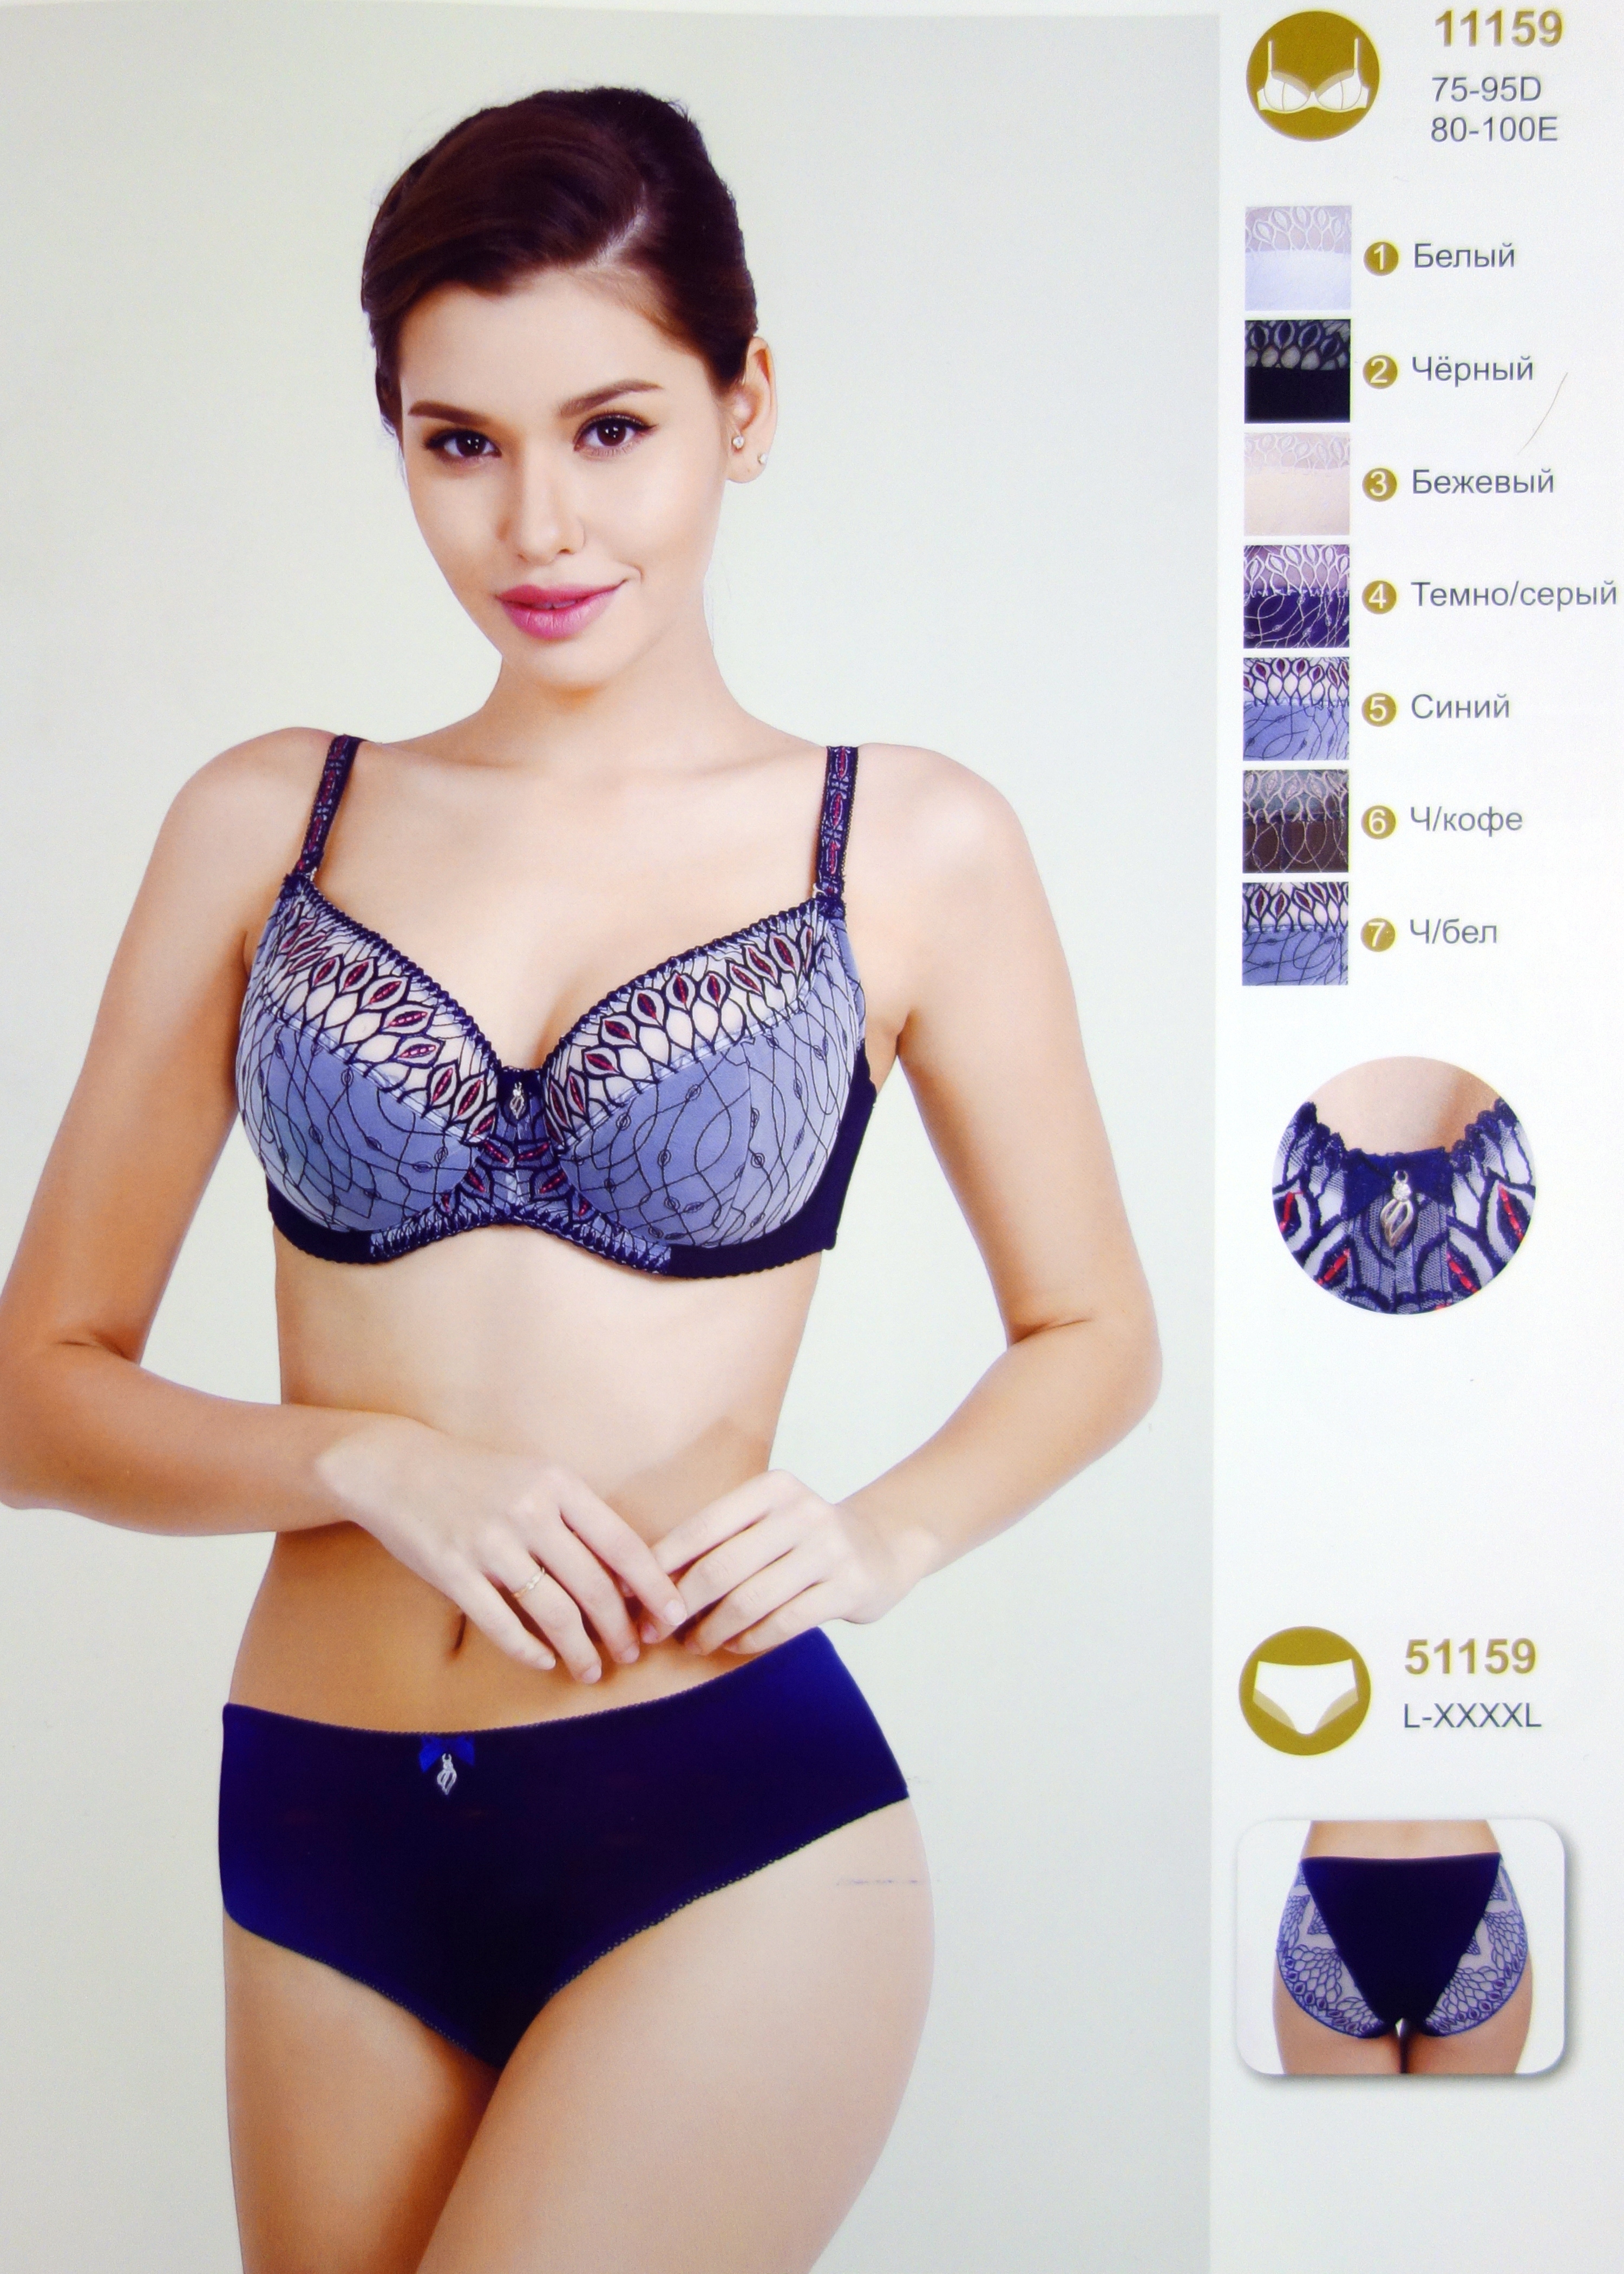 11159
75-95D
80-100E
1 Белый
2 Чёрный
3 Бежевый
4 Темно/серый
5 Синий
6 Ч/кофе
7 Ч/бел
51159
L-XXXXL